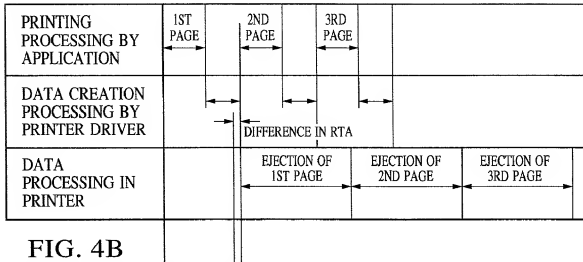 PRINTING
PROCESSING BY
APPLICATION
1ST
PAGE
2ND
PAGE
3RD
PAGE
DATA CREATION
PROCESSING BY
PRINTER DRIVER
DIFFERENCE IN RTA
DATA
PROCESSING IN
PRINTER
EJECTION OF
1ST PAGE
EJECTION OF
2ND PAGE
EJECTION OF
3RD PAGE
FIG. 4B